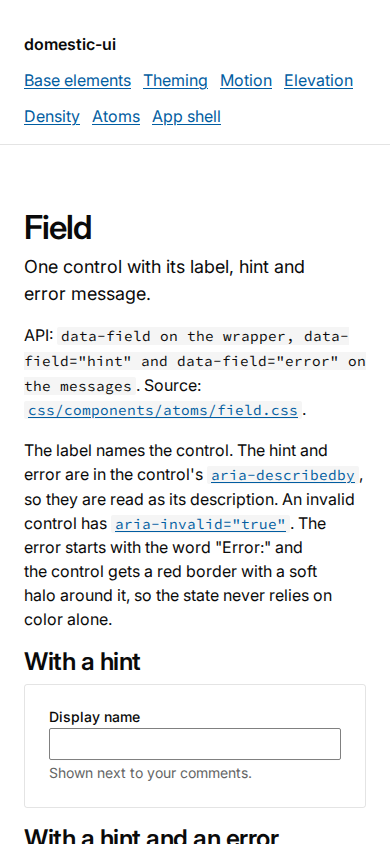 domestic-ui
Base elements Theming Motion Elevation
Density Atoms App shell
Field
One control with its label, hint and
error message.
API: data-field on the wrapper, data-
field="hint" and data-field="error" on
the messages. Source:
css/components/atoms/field.css.
The label names the control. The hint and
error are in the control's aria-describedby,
so they are read as its description. An invalid
control has aria-invalid="true". The
error starts with the word "Error:" and
the control gets a red border with a soft
halo around it, so the state never relies on
color alone.
With a hint
Display name
Shown next to your comments.
With a hint and an error